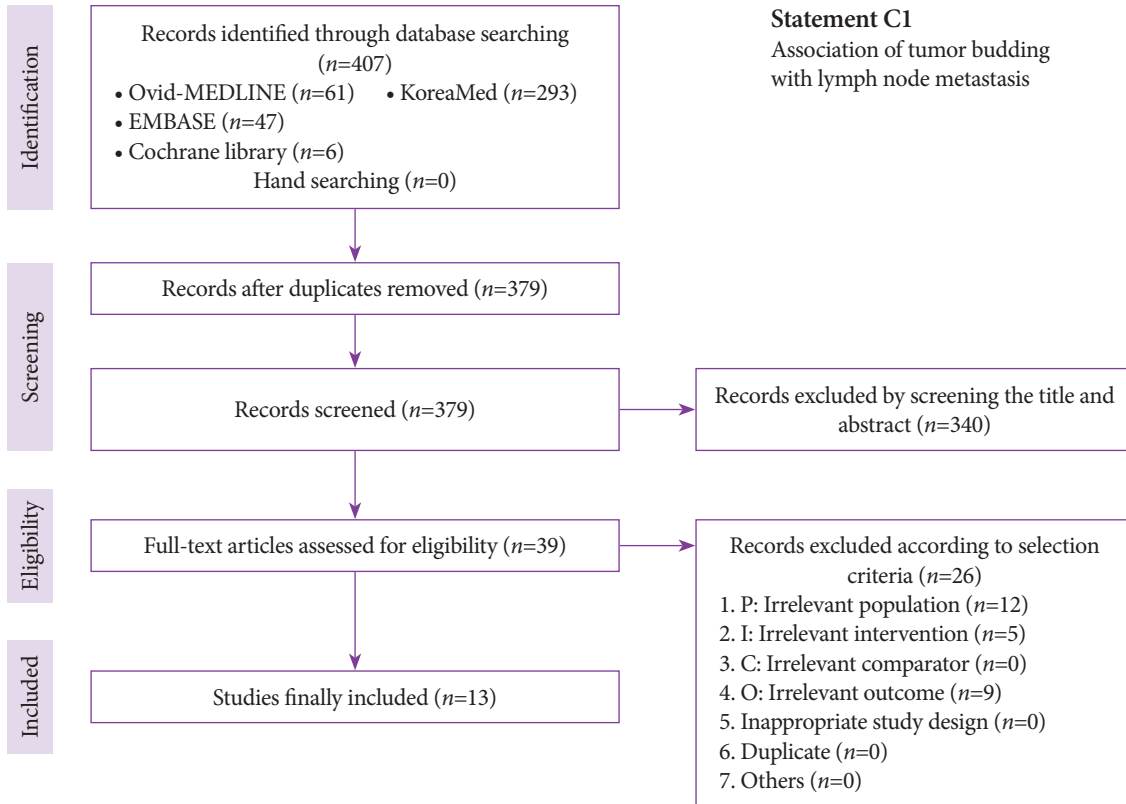 Statement C1
Association of tumor budding
with lymph node metastasis
Identification
Records identified through database searching
(n=407)
• Ovid-MEDLINE (n=61) • KoreaMed (n=293)
• EMBASE (n=47)
• Cochrane library (n=6)
Hand searching (n=0)
Screening
Records after duplicates removed (n=379)
Records screened (n=379)
Records excluded by screening the title and
abstract (n=340)
Eligibility
Full-text articles assessed for eligibility (n=39)
Records excluded according to selection
criteria (n=26)
1. P: Irrelevant population (n=12)
2. I: Irrelevant intervention (n=5)
3. C: Irrelevant comparator (n=0)
4. O: Irrelevant outcome (n=9)
5. Inappropriate study design (n=0)
6. Duplicate (n=0)
7. Others (n=0)
Included
Studies finally included (n=13)